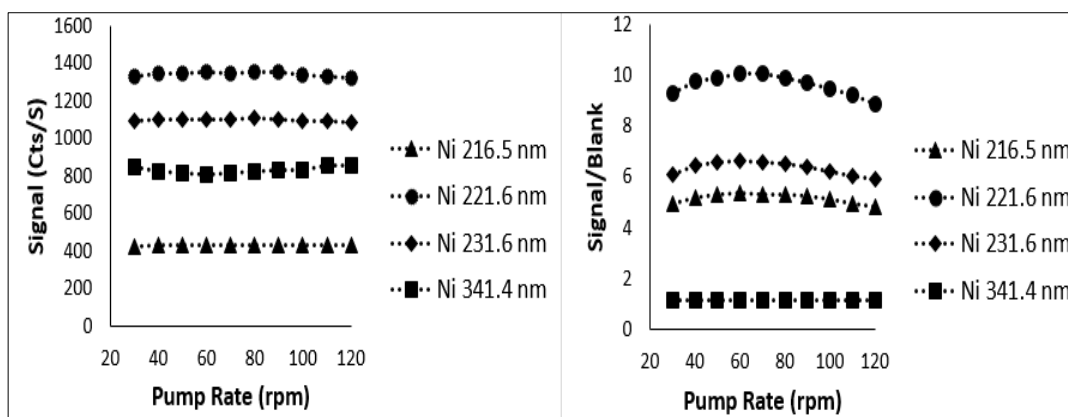 1600
1400
1200
1000
800
600
400
200
0
Signal (Cts/S)
20 40 60 80 100 120
Pump Rate (rpm)
Ni 216.5 nm
Ni 221.6 nm
Ni 231.6 nm
Ni 341.4 nm
12
10
8
6
4
2
0
Signal/Blank
20 40 60 80 100 120
Pump Rate (rpm)
Ni 216.5 nm
Ni 221.6 nm
Ni 231.6 nm
Ni 341.4 nm